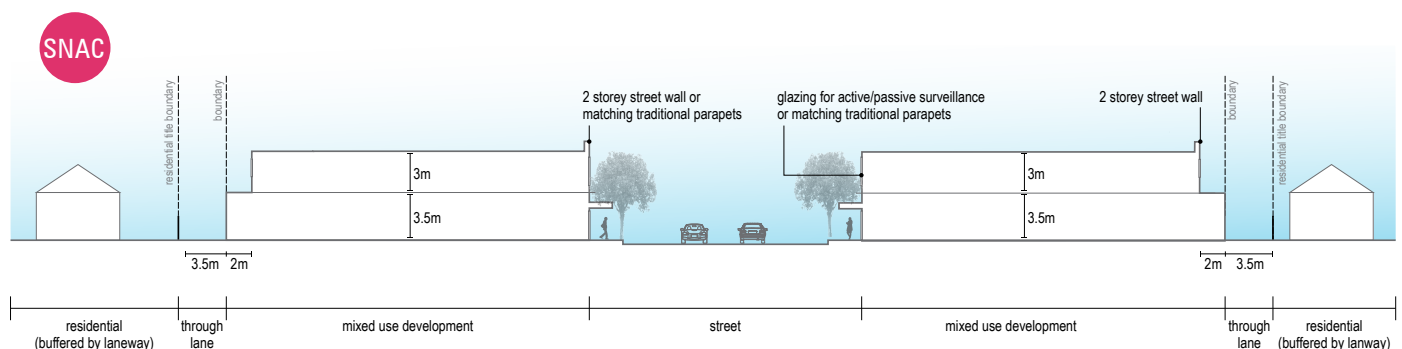 SNAC
residential title boundary
boundary
2 storey street wall or
matching traditional parapets
glazing for active/passive surveillance
or matching traditional parapets
2 storey street wall
boundary
residential title boundary
3m
3.5m
3m
3.5m
3.5m
2m
2m
3.5m
residential
(buffered by laneway)
through
lane
mixed use development
street
mixed use development
through
lane
residential
(buffered by lanway)